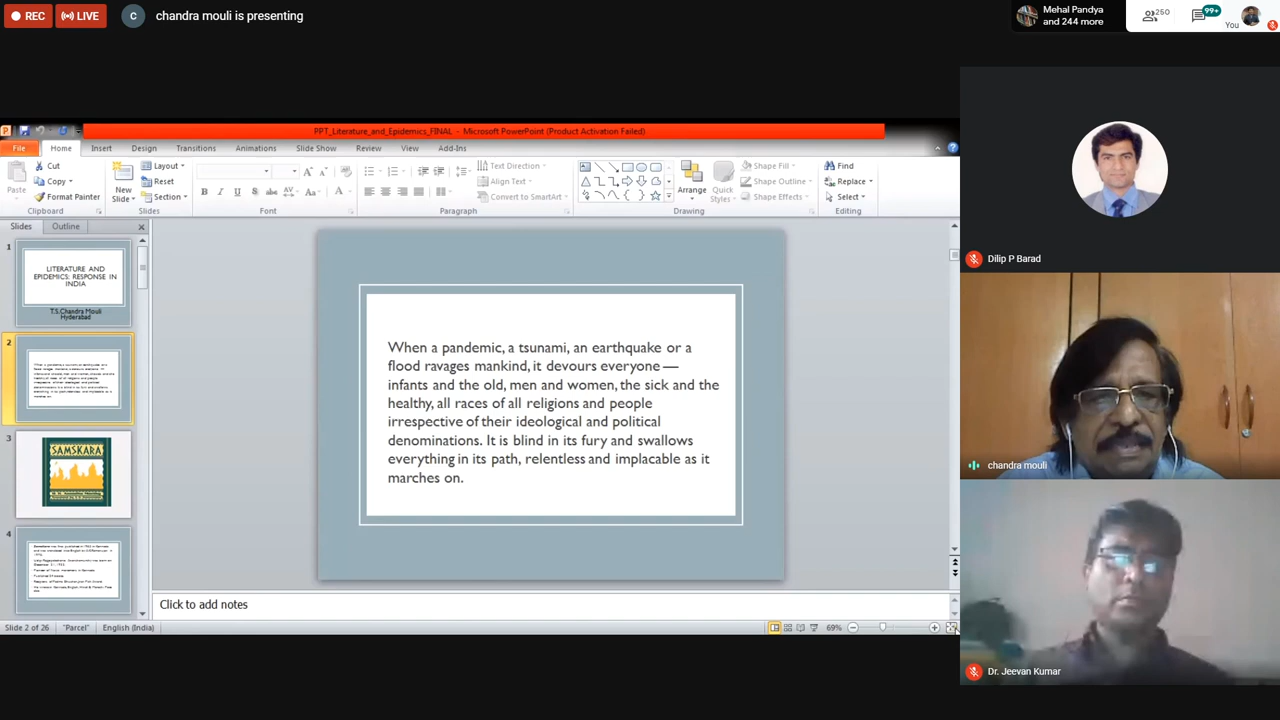 REC
LIVE
C
chandra mouli is presenting
Mehal Pandya
and 244 more
250
99+
You
PPT_Literature_and_Epidemics_FINAL - Microsoft PowerPoint (Product Activation Failed)
File Home Insert Design Transitions Animations Slide Show Review View Add-Ins
Paste
Cut
Copy
Format Painter
Clipboard
New
Slide
Layout
Reset
Section
Slides
Font
Text Direction
Align Text
Convert to SmartArt
Paragraph
Arrange
Quick
Styles
Shape Fill
Shape Outline
Shape Effects
Drawing
Find
Replace
Select
Editing
Slides Outline
1
LITERATURE AND
EPIDEMICS: RESPONSE IN
INDIA
T.S.Chandra Mouli
Hyderabad
2
3
SAMSKARA
4
When a pandemic, a tsunami, an earthquake or a
flood ravages mankind, it devours everyone —
infants and the old, men and women, the sick and the
healthy, all races of all religions and people
irrespective of their ideological and political
denominations. It is blind in its fury and swallows
everything in its path, relentless and implacable as it
marches on.
Click to add notes
Slide 2 of 26 "Parcel" English (India) 69%
Dilip P Barad
chandra mouli
Dr. Jeevan Kumar